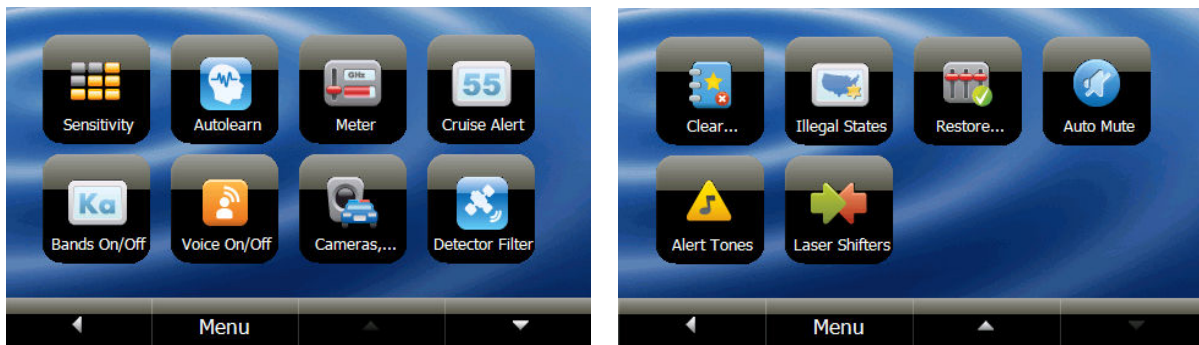 Sensitivity
Autolearn
GHz
Meter
55
Cruise Alert
Ka
Bands On/Off
Voice On/Off
Cameras,...
Detector Filter
Menu
Clear...
Illegal States
Restore...
Auto Mute
Alert Tones
Laser Shifters
Menu